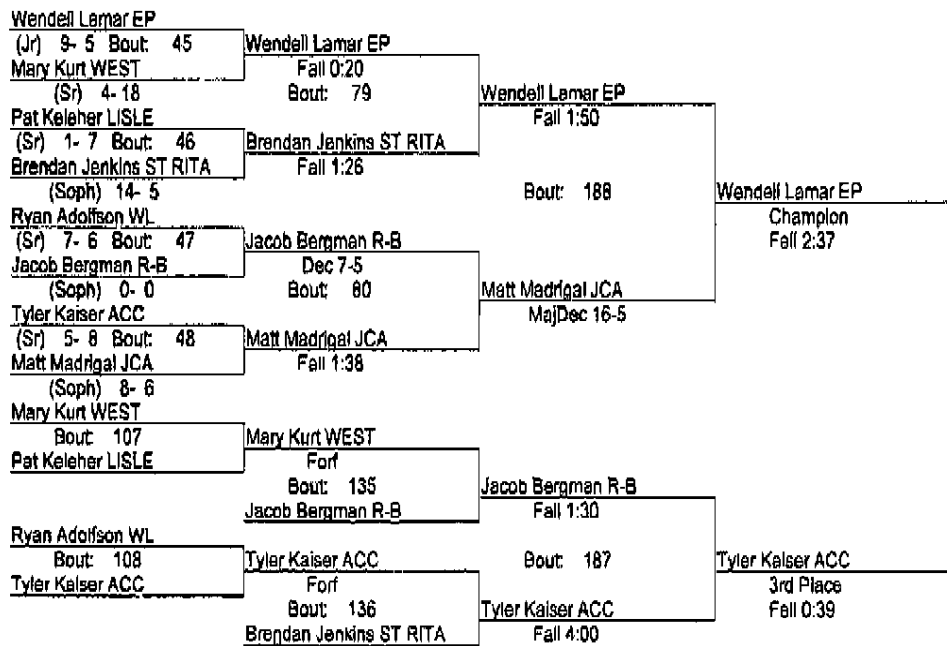 Wendell Lamar EP
(Jr) 9- 5 Bout: 45
Mary Kurt WEST
(Sr) 4- 18
Pat Keleher LISLE
(Sr) 1- 7 Bout: 46
Brendan Jenkins ST RITA
(Soph) 14- 5
Ryan Adolfson WL
(Sr) 7- 6 Bout: 47
Jacob Bergman R-B
(Soph) 0- 0
Tyler Kaiser ACC
(Sr) 5- 8 Bout: 48
Matt Madrigal JCA
(Soph) 8- 6
Mary Kurt WEST
Bout: 107
Pat Keleher LISLE
Ryan Adolfson WL
Bout: 108
Tyler Kaiser ACC
Wendell Lamar EP
Fall 0:20
Bout: 79
Brendan Jenkins ST RITA
Fall 1:26
Jacob Bergman R-B
Dec 7-5
Bout: 80
Matt Madrigal JCA
Fall 1:38
Mary Kurt WEST
Forf
Bout: 135
Jacob Bergman R-B
Tyler Kaiser ACC
Forf
Bout: 136
Brendan Jenkins ST RITA
Wendell Lamar EP
Fall 1:50
Bout: 188
Matt Madrigal JCA
MajDec 16-5
Jacob Bergman R-B
Fall 1:30
Bout: 187
Tyler Kaiser ACC
Fall 4:00
Wendell Lamar EP
Champion
Fall 2:37
Tyler Kaiser ACC
3rd Place
Fall 0:39